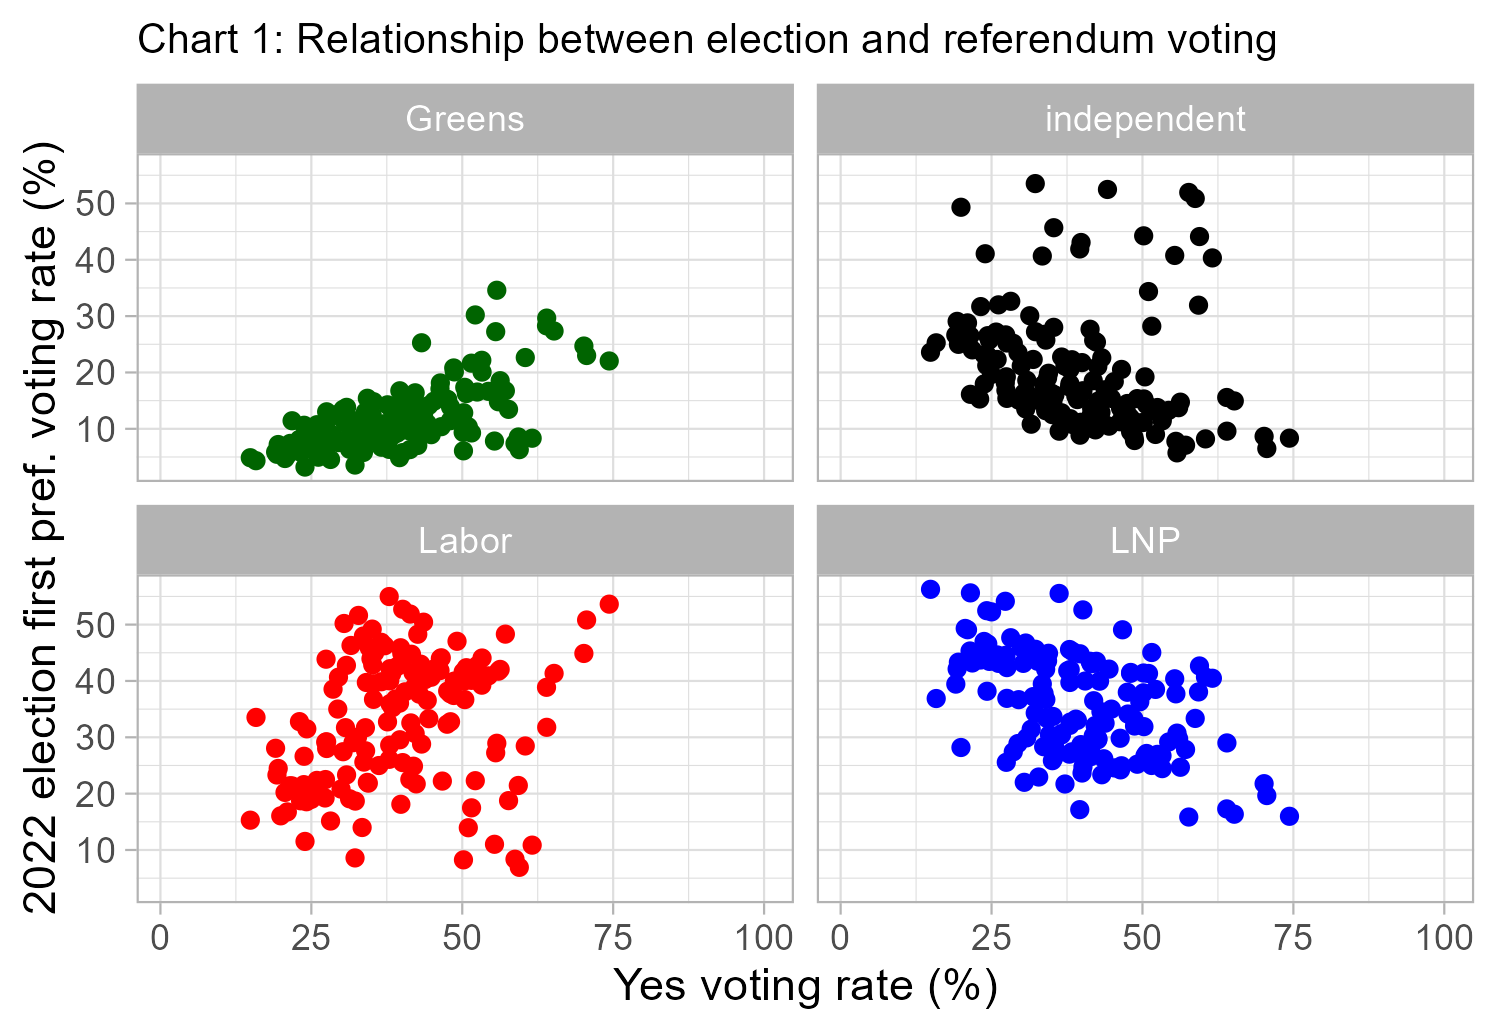 Chart 1: Relationship between election and referendum voting
Greens
independent
2022 election first pref. voting rate (%)
50
40
30
20
10
Labor
LNP
50
40
30
20
10
0 25 50 75 100 0 25 50 75 100
Yes voting rate (%)